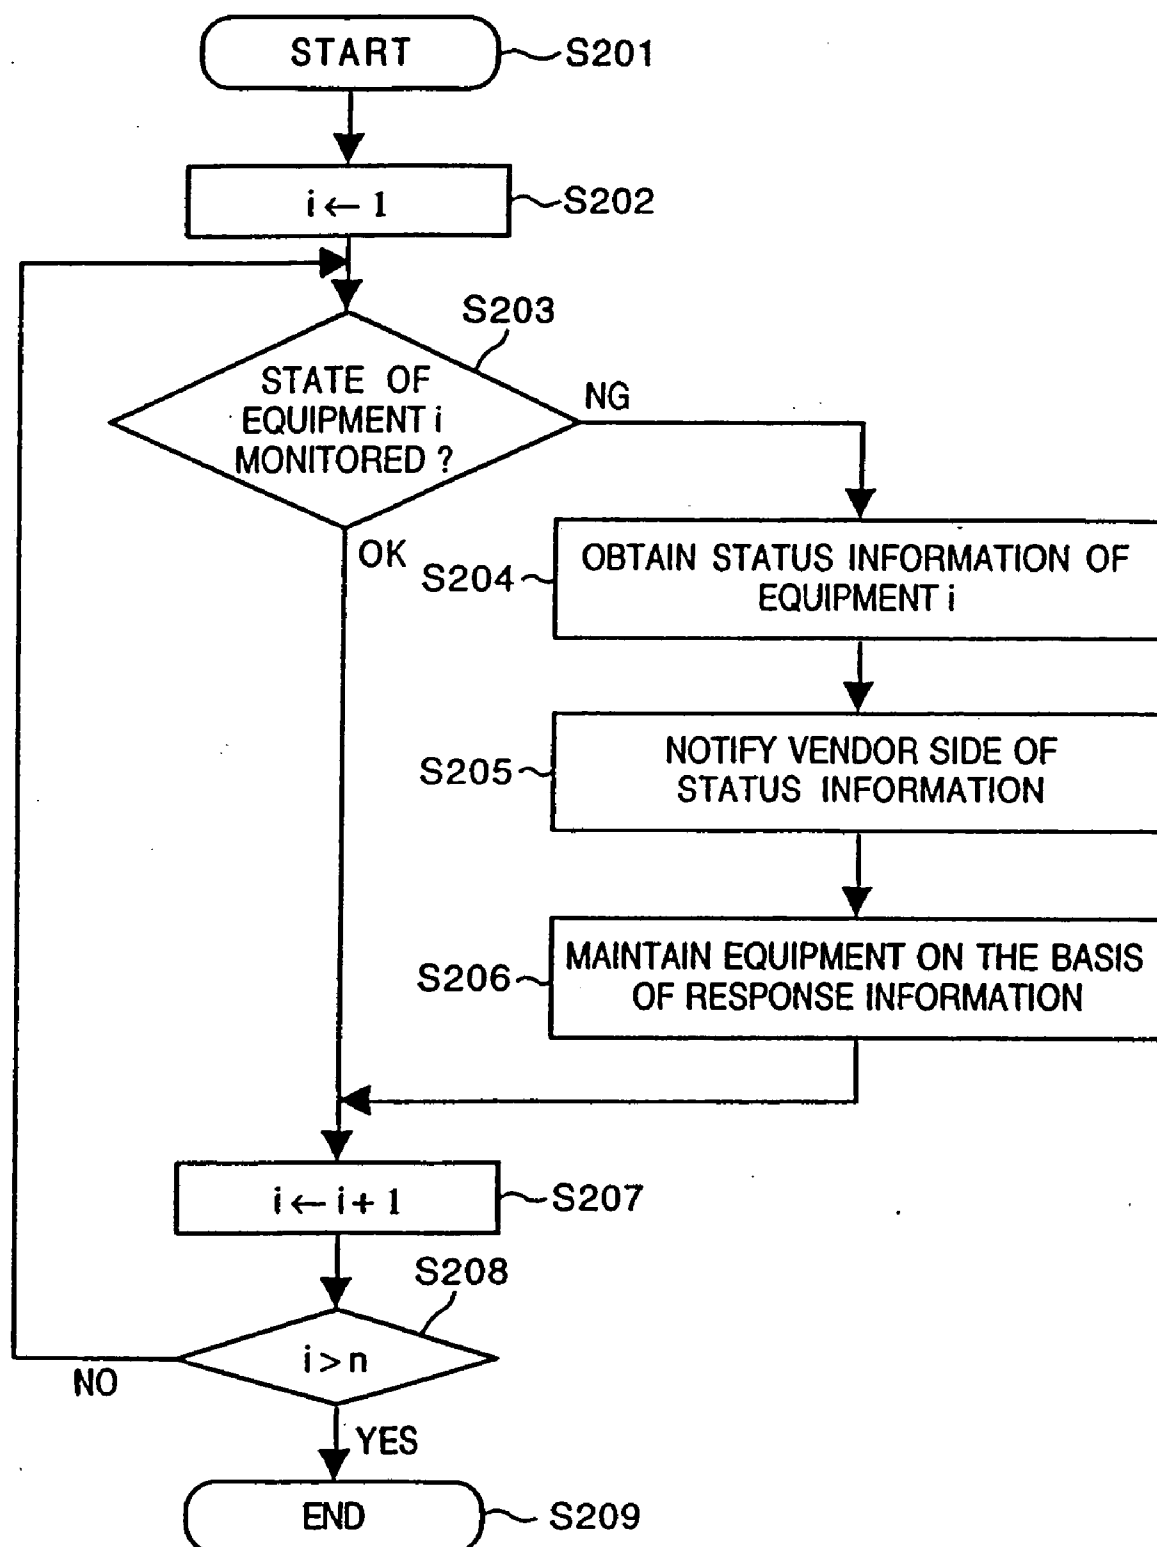 START
S201
i ← 1
S202
S203
STATE OF
EQUIPMENT i
MONITORED ?
NG
OK
S204
OBTAIN STATUS INFORMATION OF
EQUIPMENT i
S205
NOTIFY VENDOR SIDE OF
STATUS INFORMATION
S206
MAINTAIN EQUIPMENT ON THE BASIS
OF RESPONSE INFORMATION
i ← i + 1
S207
S208
i > n
NO
YES
END
S209